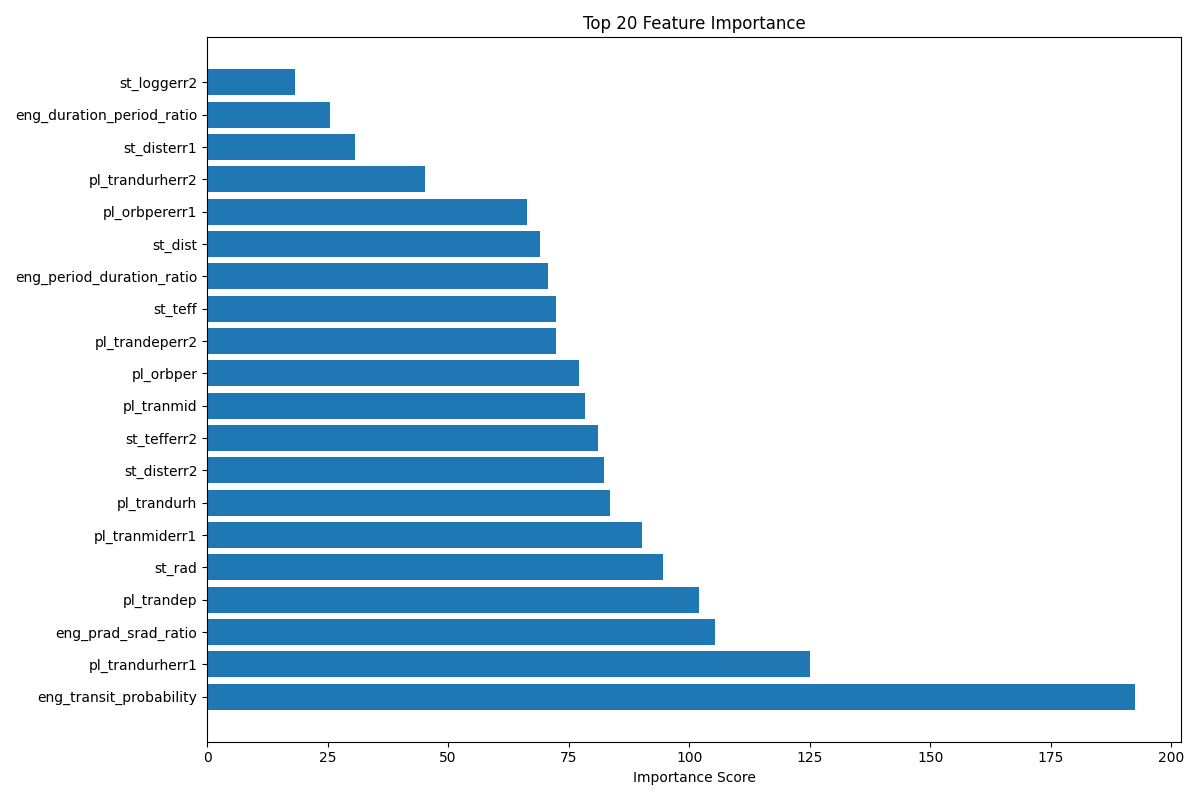 Top 20 Feature Importance
st_loggerr2
eng_duration_period_ratio
st_disterr1
pl_trandurherr2
pl_orbpererr1
st_dist
eng_period_duration_ratio
st_teff
pl_trandeperr2
pl_orbper
pl_tranmid
st_tefferr2
st_disterr2
pl_trandurh
pl_tranmiderr1
st_rad
pl_trandep
eng_prad_srad_ratio
pl_trandurherr1
eng_transit_probability
0 25 50 75 100 125 150 175 200
Importance Score